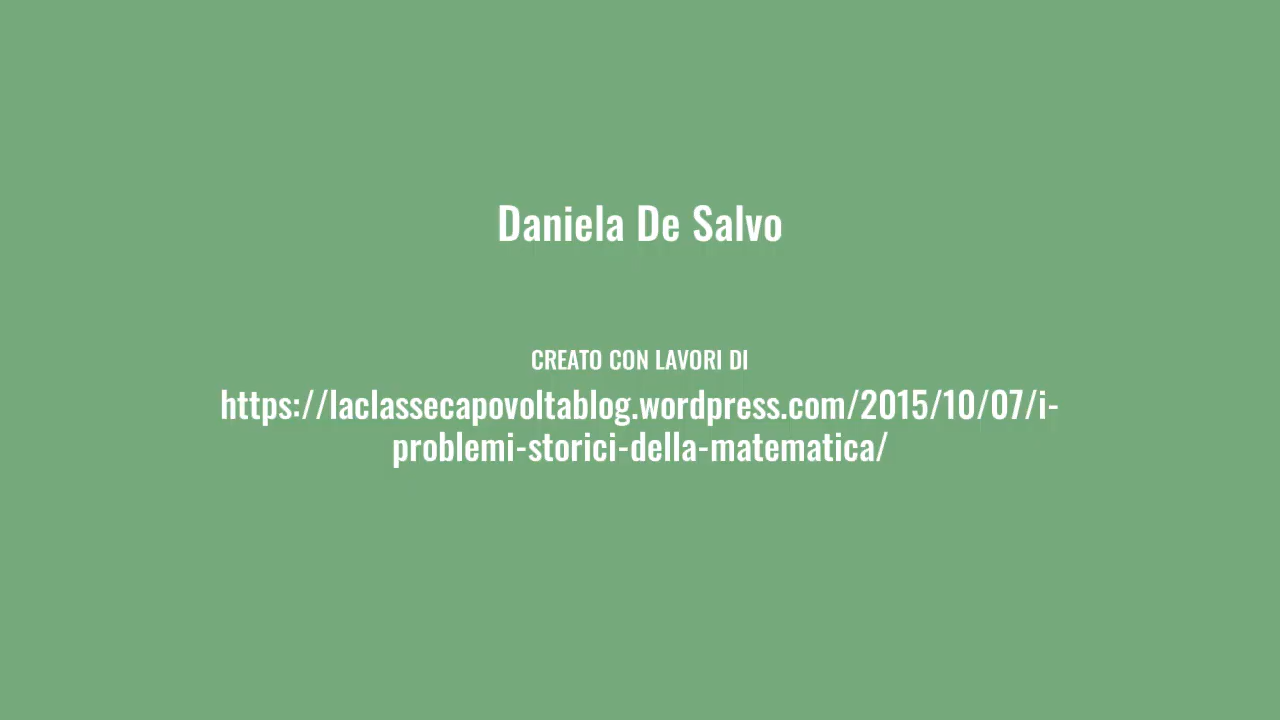 Daniela De Salvo
CREATO CON LAVORI DI
https://laclassecapovoltablog.wordpress.com/2015/10/07/i-
problemi-storici-della-matematica/